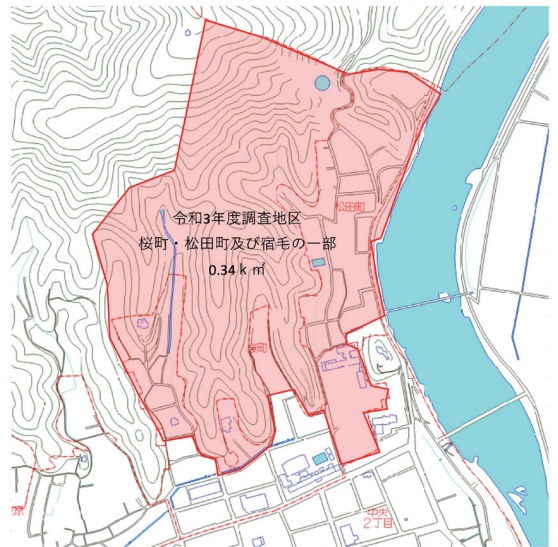 松田町
令和3年度調査地区
桜町・松田町及び宿毛の一部
0.34ｋ㎡
町
中央
2丁目